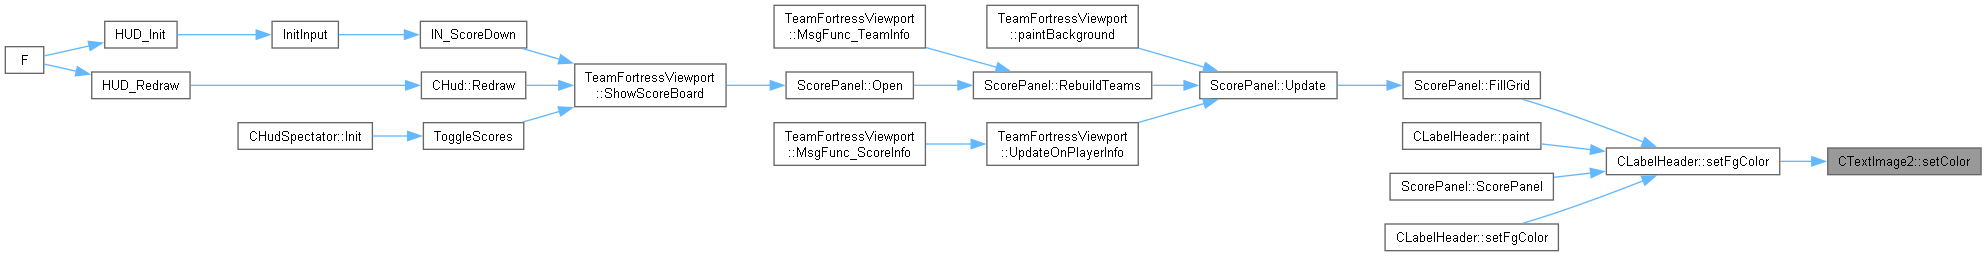 TeamFortressViewport
::MsgFunc_TeamInfo
TeamFortressViewport
::paintBackground
HUD_Init
InitInput
IN_ScoreDown
F
HUD_Redraw
CHud::Redraw
TeamFortressViewport
::ShowScoreBoard
ScorePanel::Open
ScorePanel::RebuildTeams
ScorePanel::Update
ScorePanel::FillGrid
CHudSpectator::Init
ToggleScores
TeamFortressViewport
::MsgFunc_ScoreInfo
TeamFortressViewport
::UpdateOnPlayerInfo
CLabelHeader::paint
CLabelHeader::setFgColor
CTextImage2::setColor
ScorePanel::ScorePanel
CLabelHeader::setFgColor